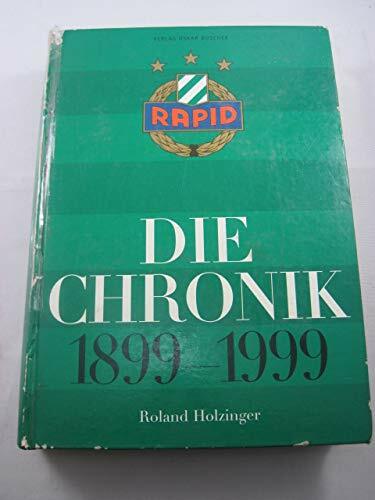 VERLAG OSKAR BUSCHEK
RAPID
DIE
CHRONIK
1899–1999
Roland Holzinger